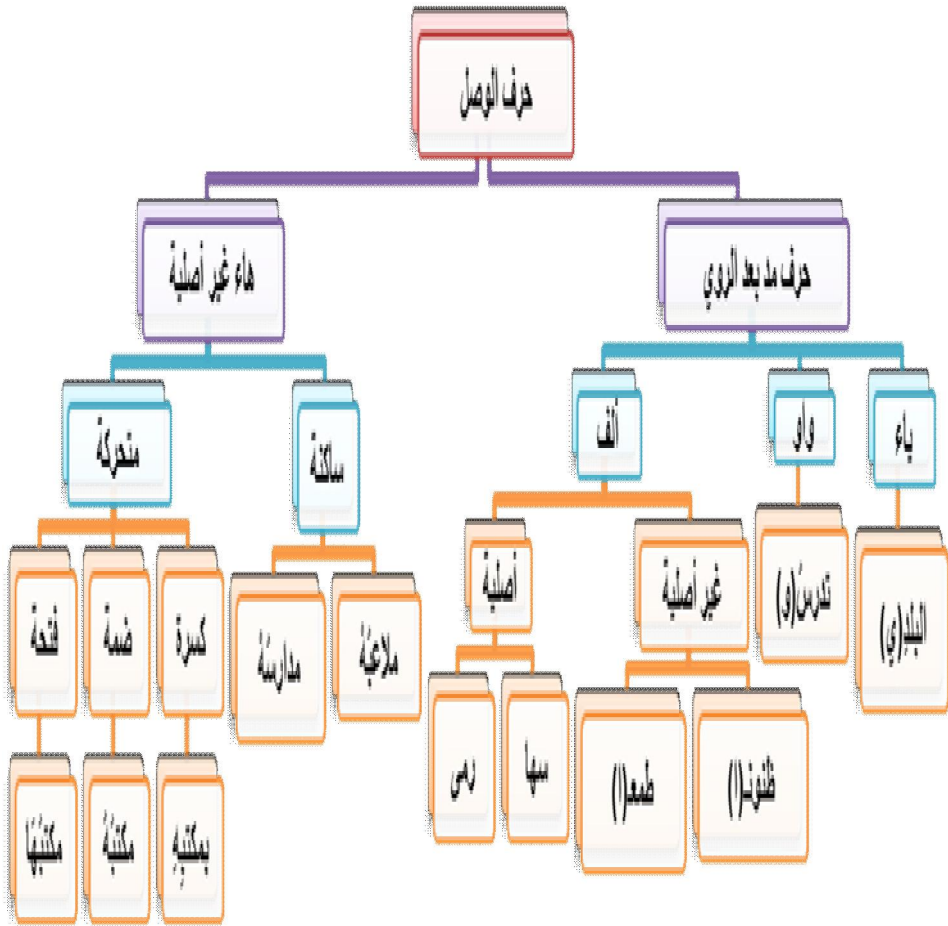 حرف الوصل
حرف مد بعد الروي
هاء غير أصلية
ياء
واو
ألف
ساكنة
متحركة
البلدِ(ي)
تدرسُ(و)
غير أصلية
أصلية
ملاعبُهْ
مدارسُهْ
كسرة
ضمة
فتحة
ظنونـ(ا)
طمعـ(ا)
سها
رمى
بمكتبِهِ
مكتبُهُ
مكتبُهَا